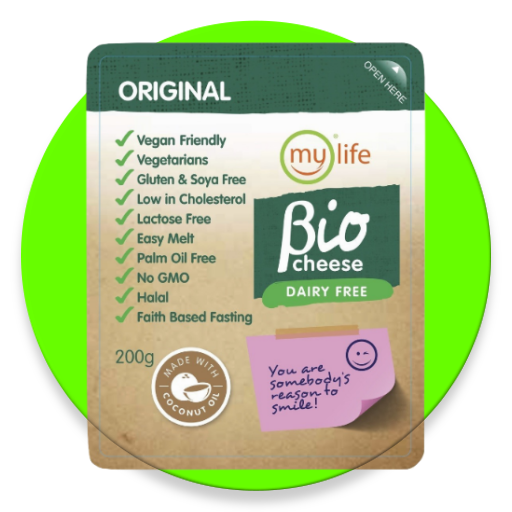 ORIGINAL
OPEN HERE
Vegan Friendly
Vegetarians
Gluten & Soya Free
Low in Cholesterol
Lactose Free
Easy Melt
Palm Oil Free
No GMO
Halal
Faith Based Fasting
my life
Bio
cheese
DAIRY FREE
200g
MADE WITH
COCONUT OIL
You are
somebody's
reason to
smile!